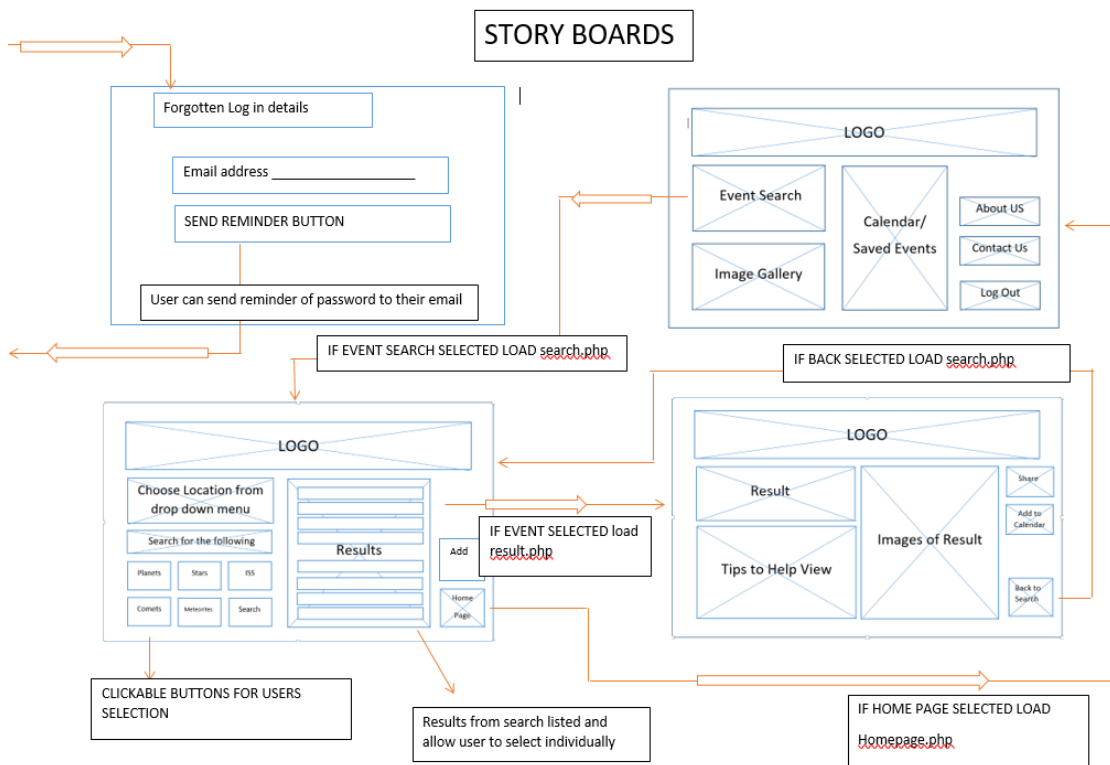 STORY BOARDS
Forgotten Log in details
Email address ____________________
SEND REMINDER BUTTON
User can send reminder of password to their email
LOGO
Event Search
Image Gallery
Calendar/
Saved Events
About US
Contact Us
Log Out
IF EVENT SEARCH SELECTED LOAD search.php
IF BACK SELECTED LOAD search.php
LOGO
Choose Location from
drop down menu
Search for the following
Planets
Stars
ISS
Comets
Meteorites
Search
Results
Add
Home
Page
IF EVENT SELECTED load
result.php
LOGO
Result
Tips to Help View
Images of Result
Share
Add to
Calendar
Back to
Search
CLICKABLE BUTTONS FOR USERS
SELECTION
Results from search listed and
allow user to select individually
IF HOME PAGE SELECTED LOAD
Homepage.php